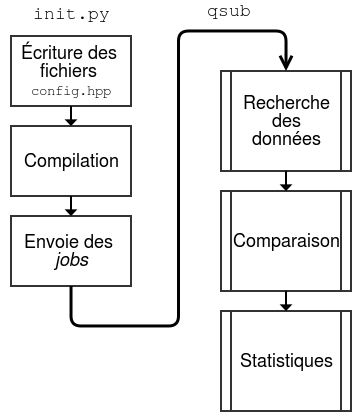 init.py
Écriture des
fichiers
config.hpp
Compilation
Envoie des
jobs
qsub
Recherche
des
données
Comparaison
Statistiques